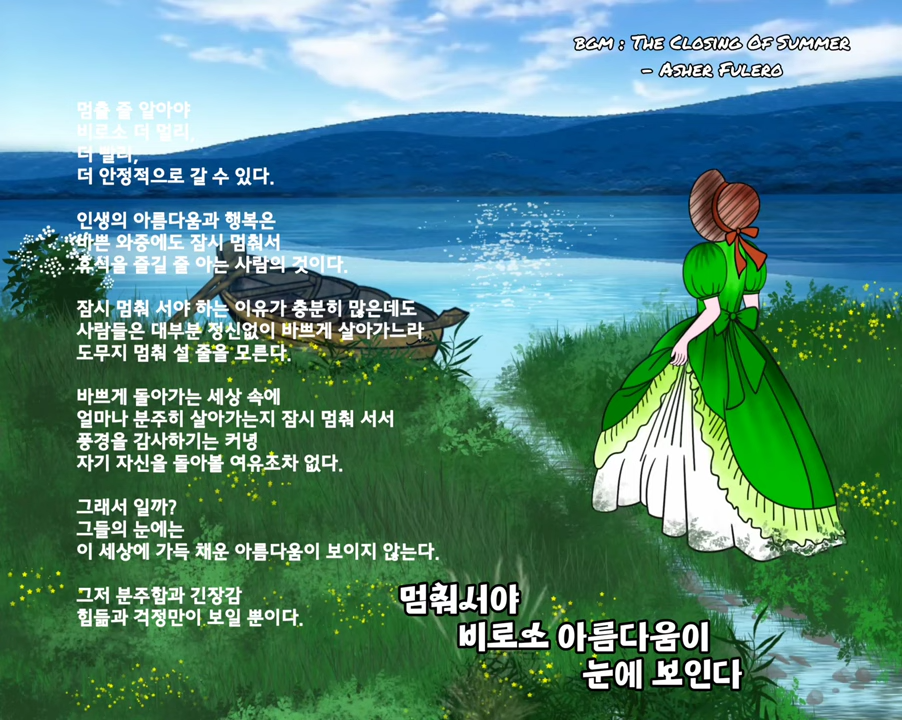 BGM : The Closing Of Summer
- Asher Fulero
멈출 줄 알아야
비로소 더 멀리,
더 빨리,
더 안정적으로 갈 수 있다.
인생의 아름다움과 행복은
바쁜 와중에도 잠시 멈춰서
휴식을 즐길 줄 아는 사람의 것이다.
잠시 멈춰 서야 하는 이유가 충분히 많은데도
사람들은 대부분 정신없이 바쁘게 살아가느라
도무지 멈춰 설 줄을 모른다.
바쁘게 돌아가는 세상 속에
얼마나 분주히 살아가는지 잠시 멈춰 서서
풍경을 감사하기는 커녕
자기 자신을 돌아볼 여유조차 없다.
그래서 일까?
그들의 눈에는
이 세상에 가득 채운 아름다움이 보이지 않는다.
그저 분주함과 긴장감
힘듦과 걱정만이 보일 뿐이다.
멈춰서야
비로소 아름다움이
눈에 보인다